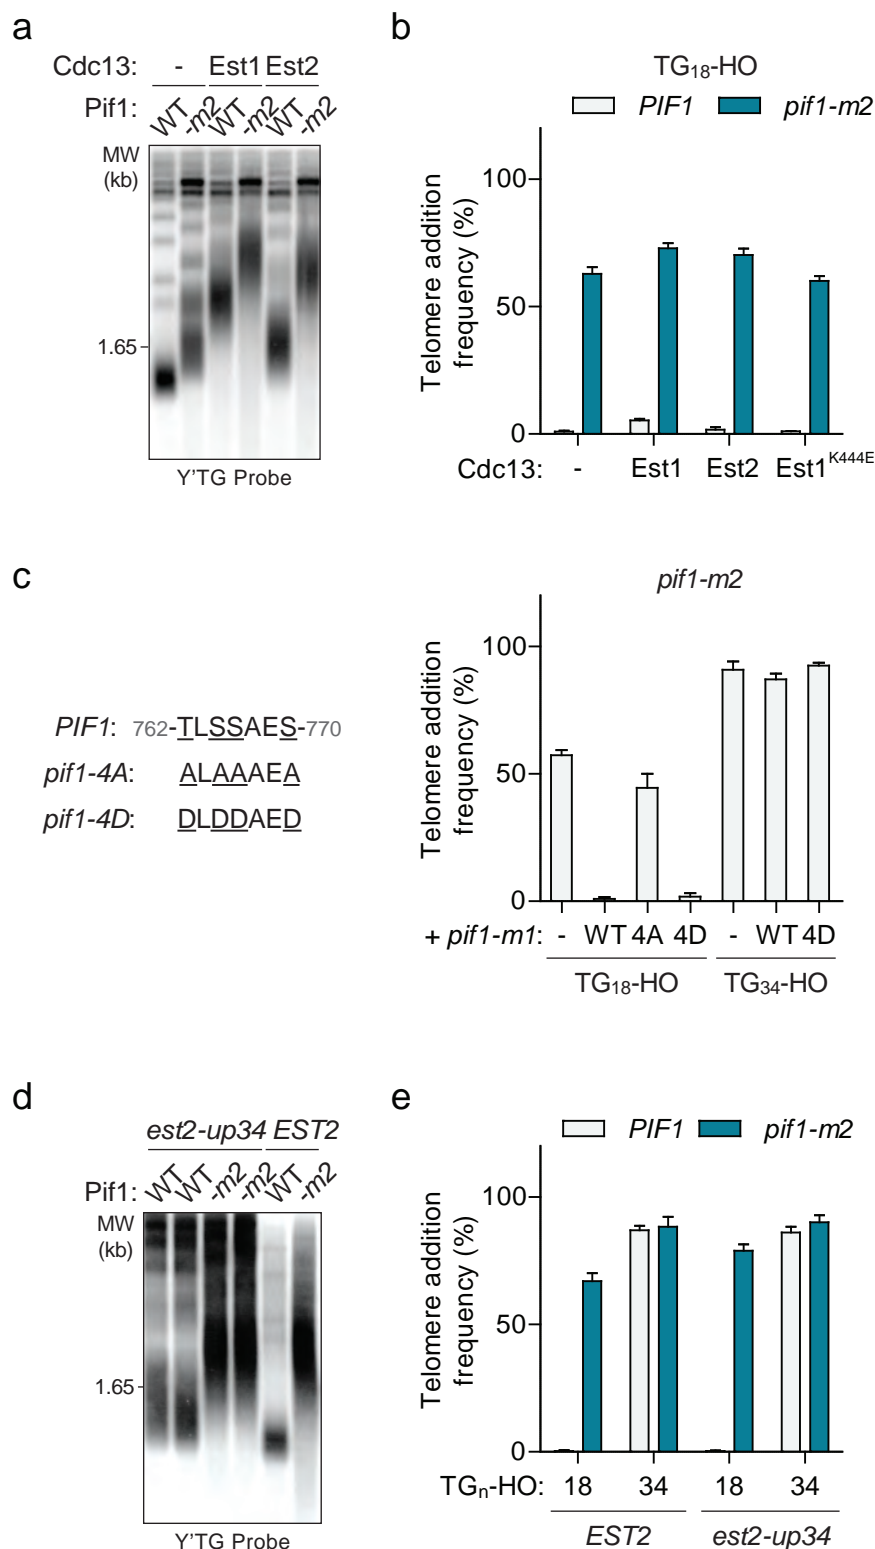 a
Cdc13: - Est1 Est2
Pif1: WT -m2 WT -m2 WT -m2
MW
(kb)
1.65
Y'TG Probe
b
TG18-HO
PIF1 pif1-m2
Telomere addition
frequency (%)
100
50
0
Cdc13: - Est1 Est2 Est1K444E
c
PIF1: 762-TLSSAES-770
pif1-4A: ALAAAEA
pif1-4D: DLDDAED
pif1-m2
Telomere addition
frequency (%)
100
50
0
+ pif1-m1: - WT 4A 4D - WT 4D
TG18-HO TG34-HO
d
est2-up34 EST2
Pif1: WT WT -m2 -m2 WT -m2
MW
(kb)
1.65
Y'TG Probe
e
PIF1 pif1-m2
Telomere addition
frequency (%)
100
50
0
TGn-HO: 18 34 18 34
EST2 est2-up34